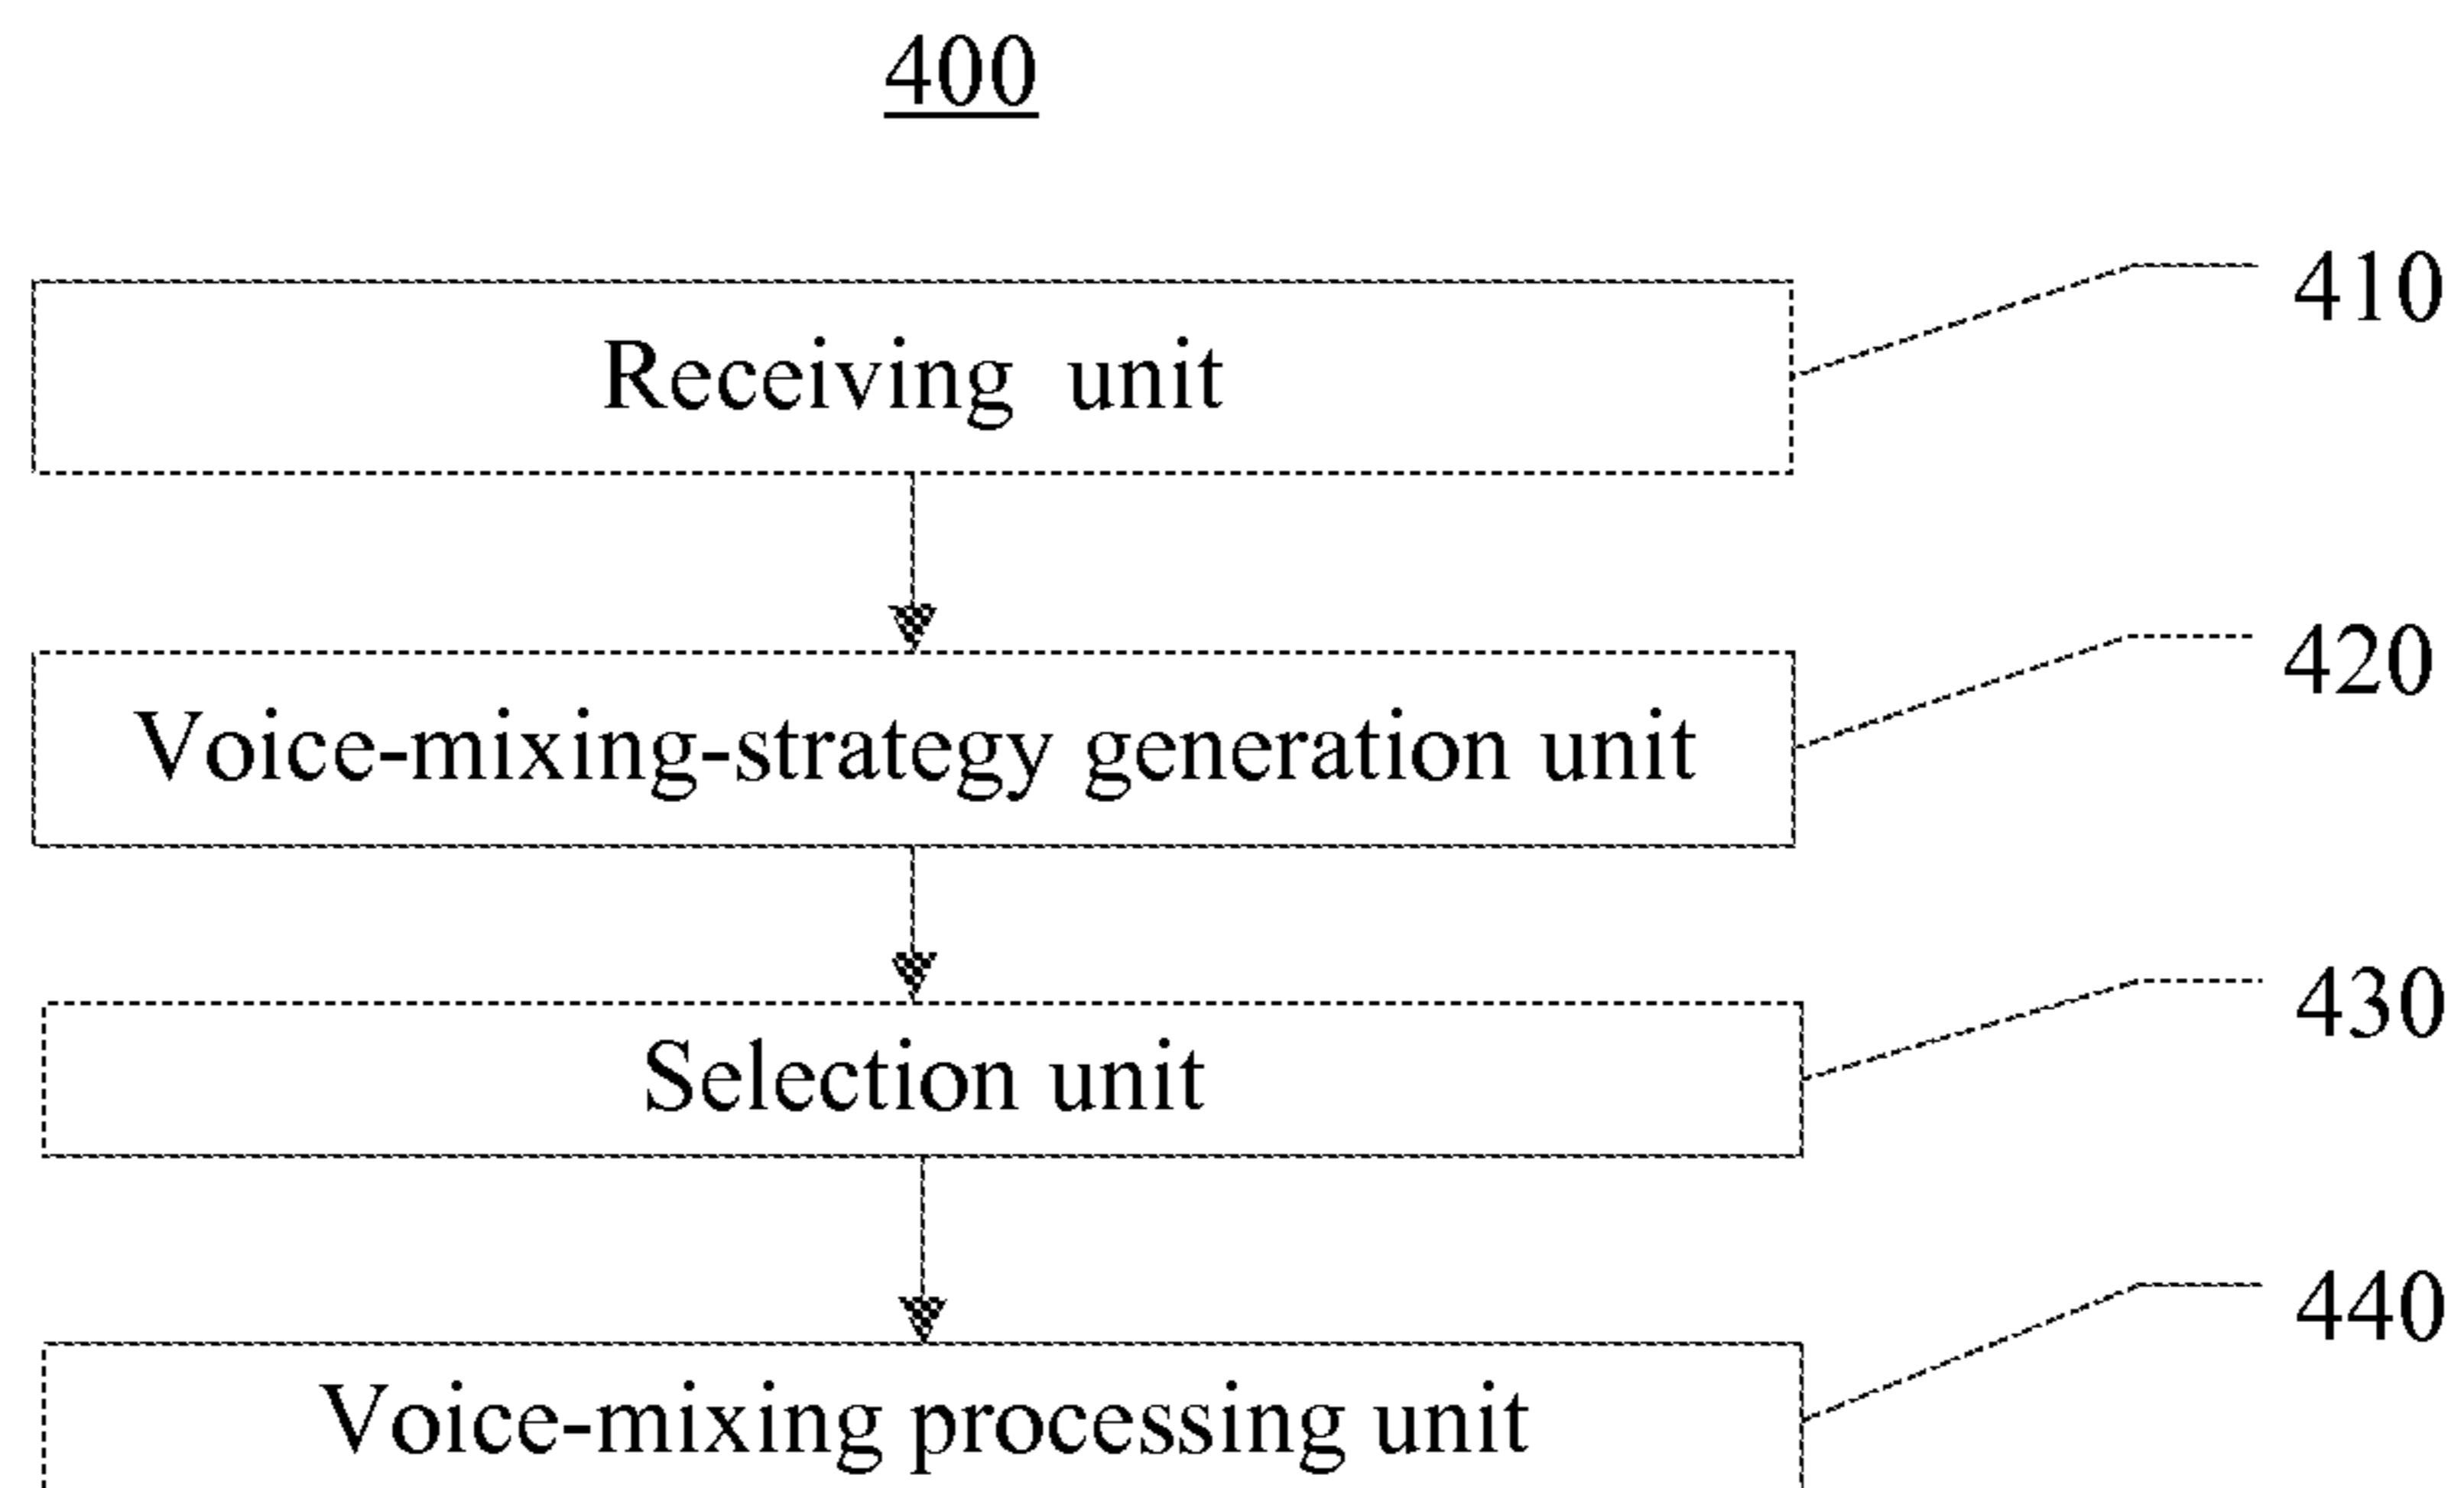 400
410
Receiving unit
420
Voice-mixing-strategy generation unit
430
Selection unit
440
Voice-mixing processing unit